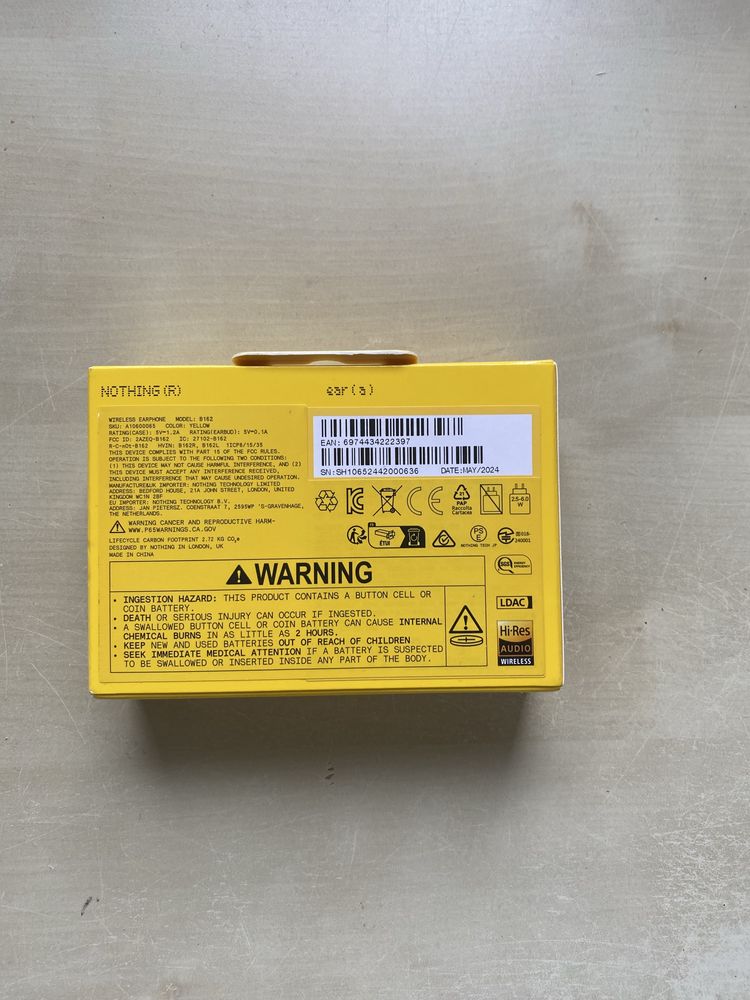 NOTHING (R)
ear (a)
WIRELESS EARPHONE MODEL: B162
SKU: A10600065 COLOR: YELLOW
RATING(CASE): 5V⎓1.2A RATING(EARBUD): 5V⎓0.1A
FCC ID: 2AZEQ-B162 IC: 27102-B162
R-C-nOt-B162 HVIN: B162R, B162L 1ICP8/15/35
THIS DEVICE COMPLIES WITH PART 15 OF THE FCC RULES.
OPERATION IS SUBJECT TO THE FOLLOWING TWO CONDITIONS:
(1) THIS DEVICE MAY NOT CAUSE HARMFUL INTERFERENCE, AND (2)
THIS DEVICE MUST ACCEPT ANY INTERFERENCE RECEIVED,
INCLUDING INTERFERENCE THAT MAY CAUSE UNDESIRED OPERATION.
MANUFACTURE&UK IMPORTER: NOTHING TECHNOLOGY LIMITED
ADDRESS: BEDFORD HOUSE, 21A JOHN STREET, LONDON, UNITED
KINGDOM WC1N 2BF
EU IMPORTER: NOTHING TECHNOLOGY B.V.
ADDRESS: JAN PIETERSZ. COENSTRAAT 7, 2595WP 'S-GRAVENHAGE,
THE NETHERLANDS.
WARNING CANCER AND REPRODUCTIVE HARM-
WWW.P65WARNINGS.CA.GOV
LIFECYCLE CARBON FOOTPRINT 2.72 KG CO₂e
DESIGNED BY NOTHING IN LONDON, UK
MADE IN CHINA
EAN: 6974434222397
SN:SH10652442000636 DATE:MAY/2024
CE
PAP
Raccolta
Cartacea
2.5-6.0
W
ÉTUI
PS
E
NOTHING TECH JP
018-
240001
SGS ENERGY
EFFICIENCY
LDAC
Hi-Res
AUDIO
WIRELESS
WARNING
• INGESTION HAZARD: THIS PRODUCT CONTAINS A BUTTON CELL OR
COIN BATTERY.
• DEATH OR SERIOUS INJURY CAN OCCUR IF INGESTED.
• A SWALLOWED BUTTON CELL OR COIN BATTERY CAN CAUSE INTERNAL
CHEMICAL BURNS IN AS LITTLE AS 2 HOURS.
• KEEP NEW AND USED BATTERIES OUT OF REACH OF CHILDREN
• SEEK IMMEDIATE MEDICAL ATTENTION IF A BATTERY IS SUSPECTED
TO BE SWALLOWED OR INSERTED INSIDE ANY PART OF THE BODY.